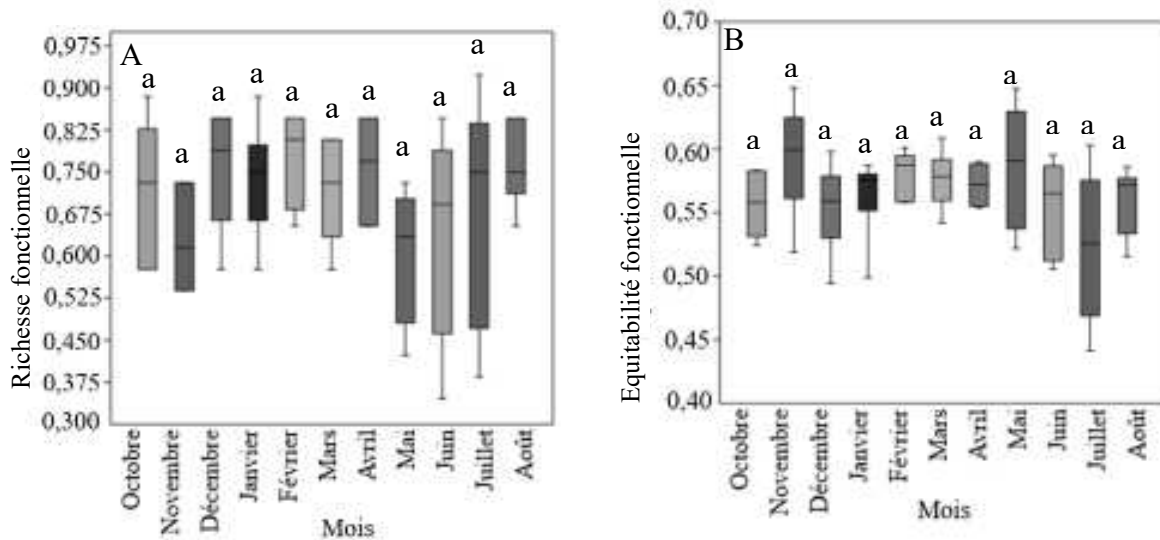 A
Richesse fonctionnelle
0,975
0,900
0,825
0,750
0,675
0,600
0,525
0,450
0,375
0,300
a a a a a a a a a a a
Octobre
Novembre
Décembre
Janvier
Février
Mars
Avril
Mai
Juin
Juillet
Août
Mois
B
Equitabilité fonctionnelle
0,70
0,65
0,60
0,55
0,50
0,45
0,40
a a a a a a a a a a a
Octobre
Novembre
Décembre
Janvier
Février
Mars
Avril
Mai
Juin
Juillet
Août
Mois